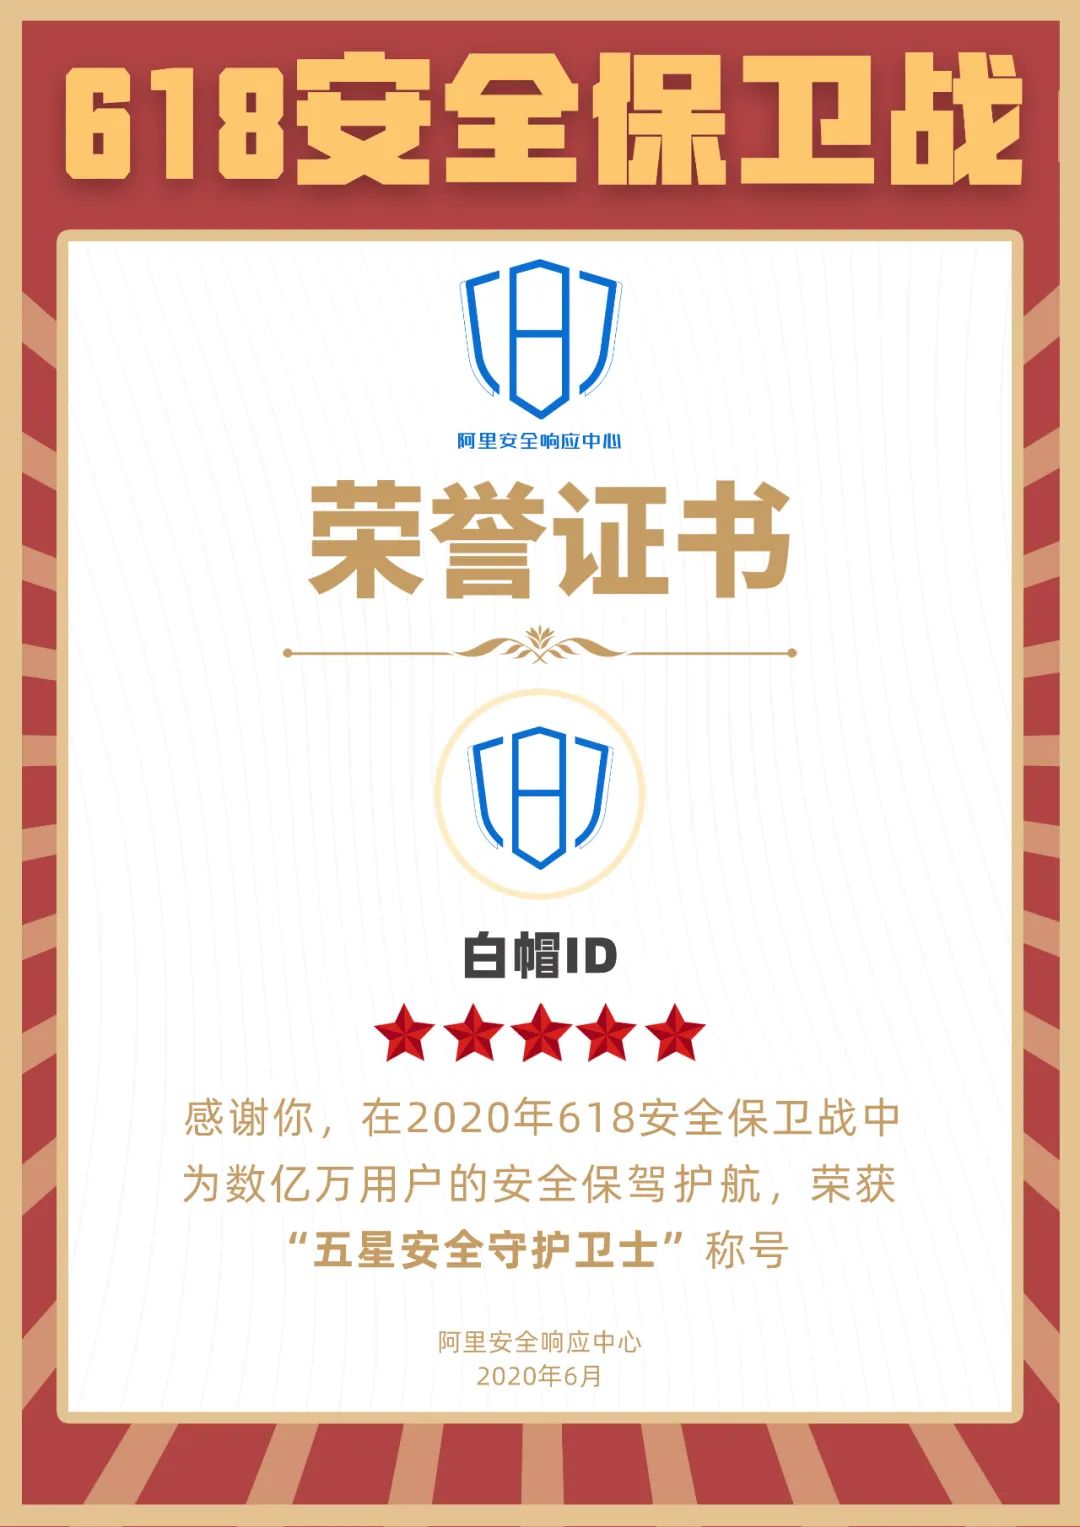 618安全保卫战
阿里安全响应中心
荣誉证书
白帽ID
感谢你，在2020年618安全保卫战中
为数亿万用户的安全保驾护航，荣获
“五星安全守护卫士”称号
阿里安全响应中心
2020年6月